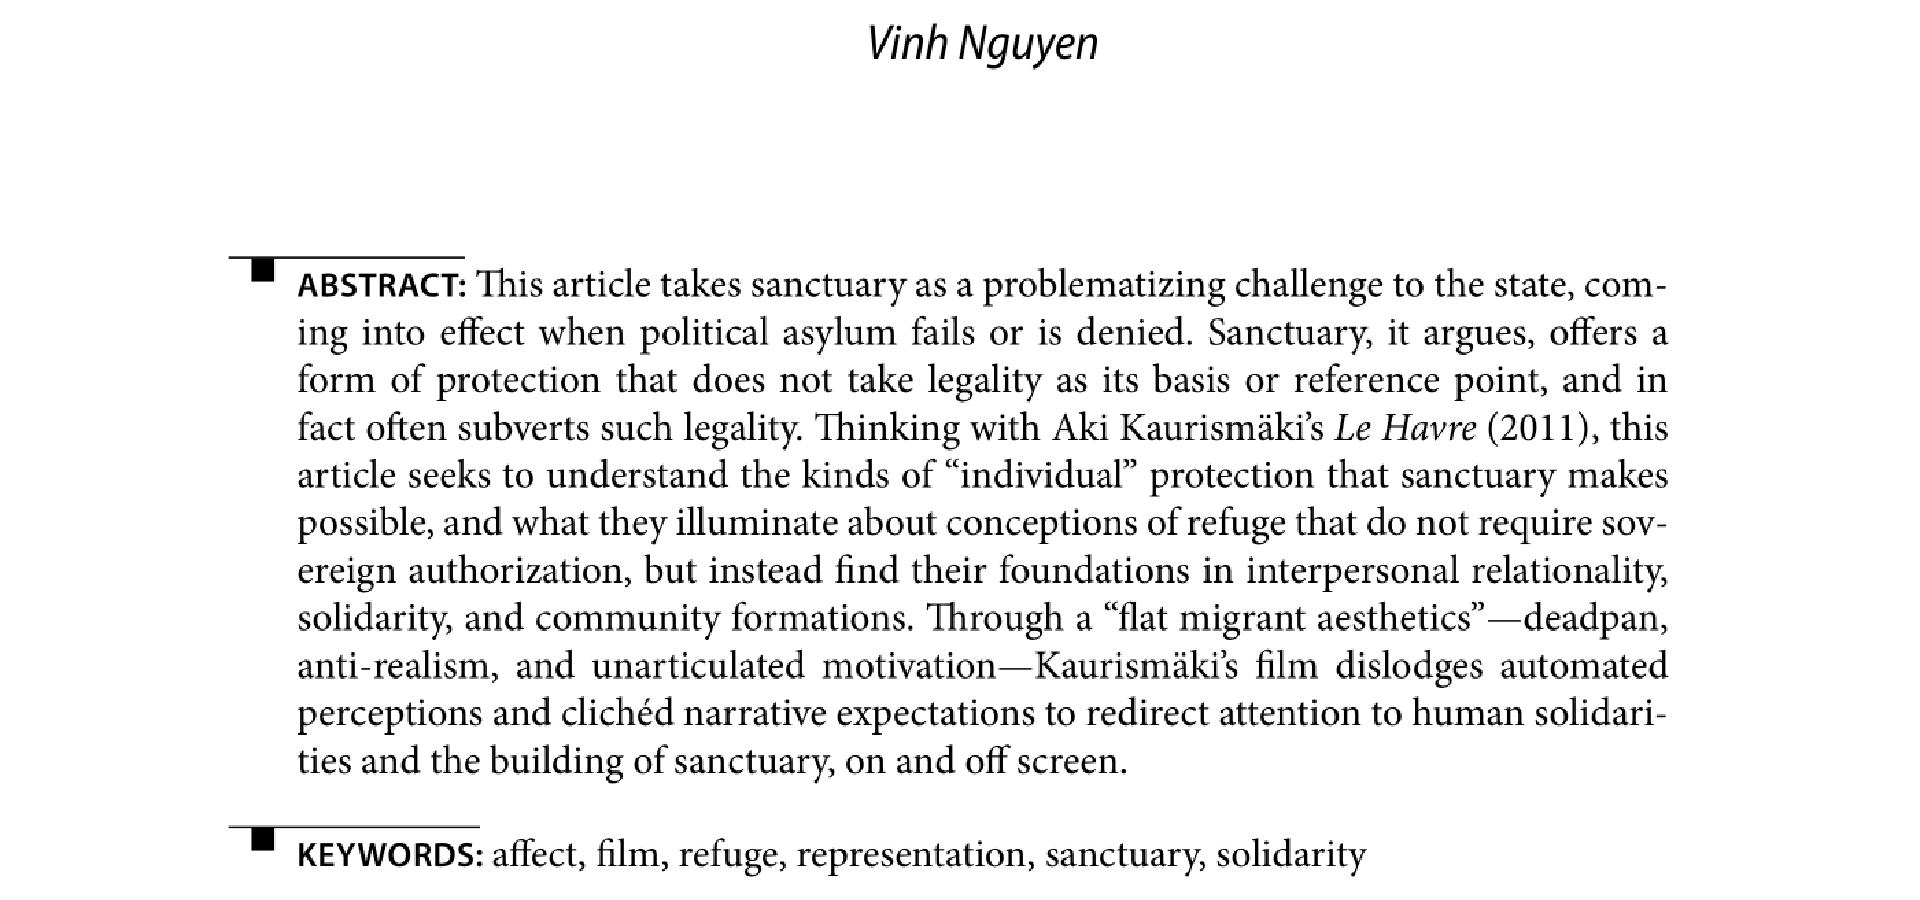 Vinh Nguyen
ABSTRACT: This article takes sanctuary as a problematizing challenge to the state, com-
ing into effect when political asylum fails or is denied. Sanctuary, it argues, offers a
form of protection that does not take legality as its basis or reference point, and in
fact often subverts such legality. Thinking with Aki Kaurismäki’s Le Havre (2011), this
article seeks to understand the kinds of “individual” protection that sanctuary makes
possible, and what they illuminate about conceptions of refuge that do not require sov-
ereign authorization, but instead find their foundations in interpersonal relationality,
solidarity, and community formations. Through a “flat migrant aesthetics”—deadpan,
anti-realism, and unarticulated motivation—Kaurismäki’s film dislodges automated
perceptions and clichéd narrative expectations to redirect attention to human solidari-
ties and the building of sanctuary, on and off screen.
KEYWORDS: affect, film, refuge, representation, sanctuary, solidarity